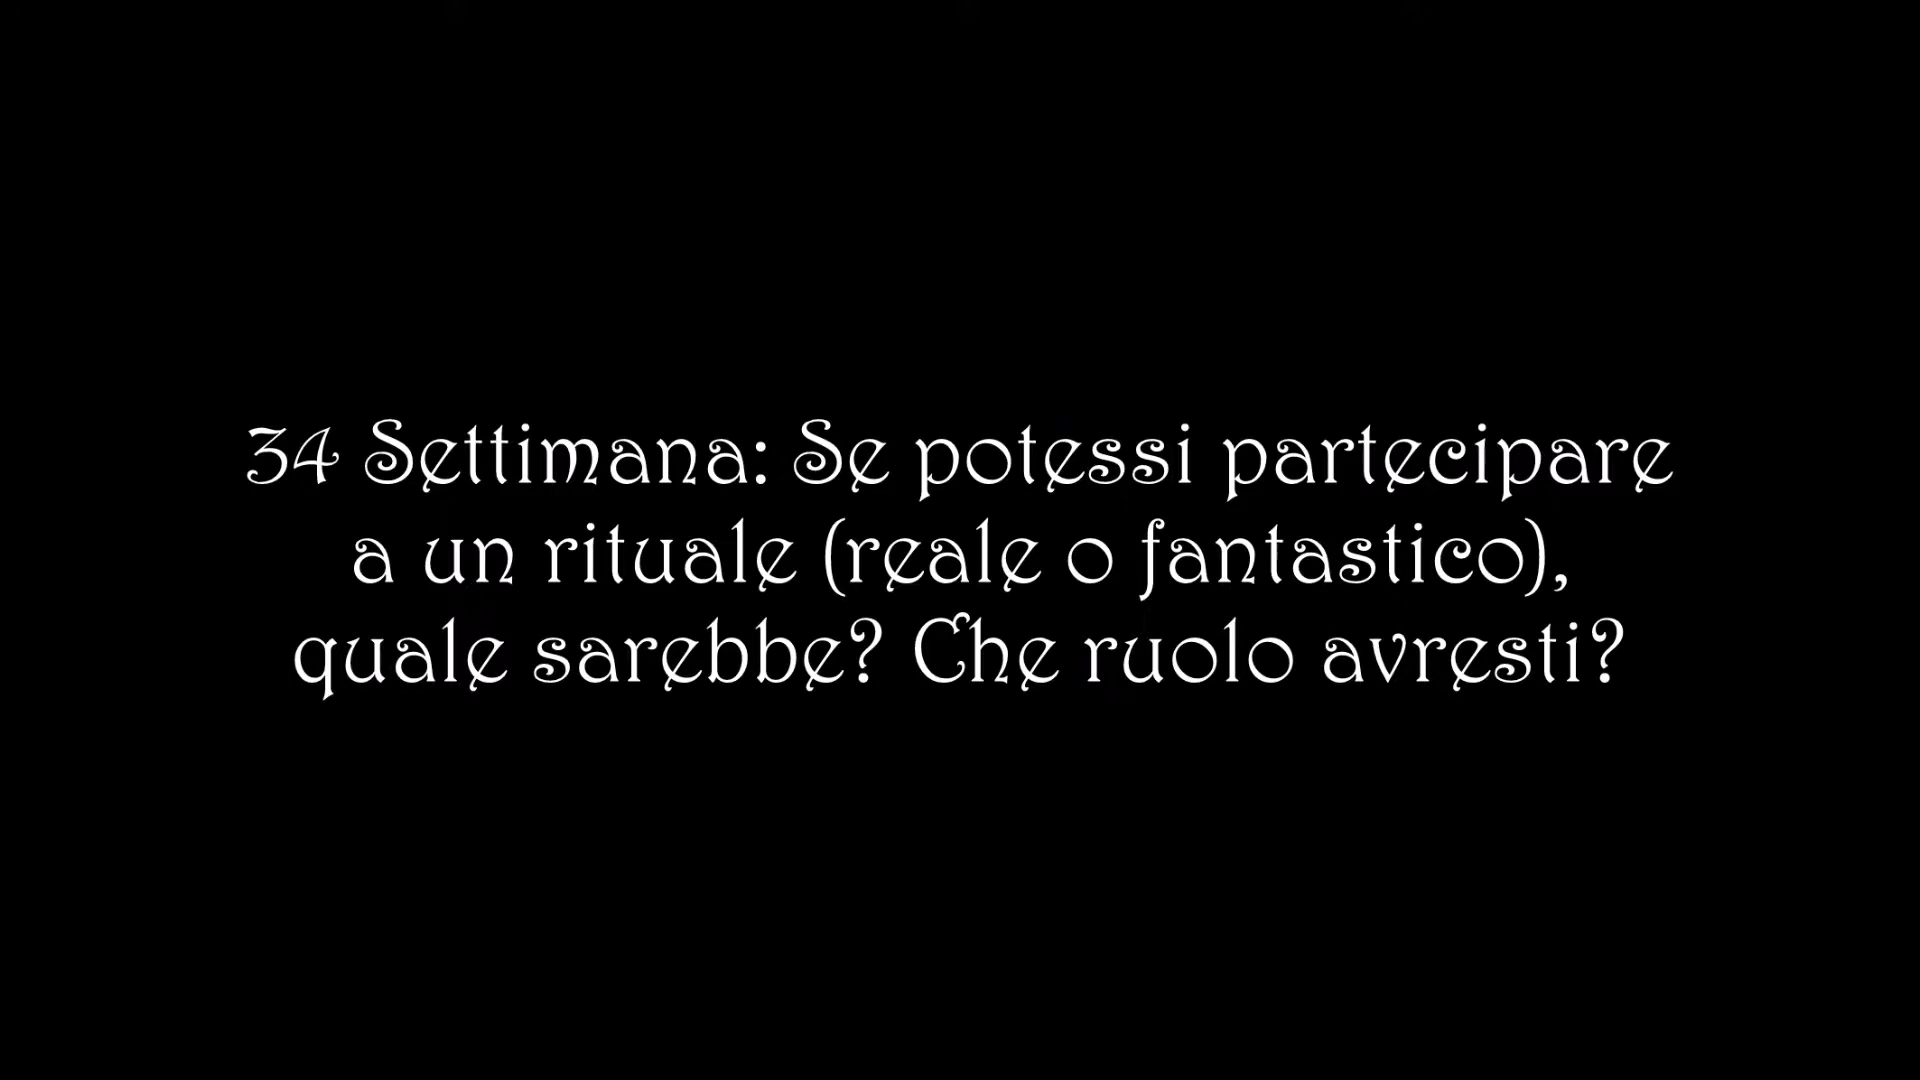 34 Settimana: Se potessi partecipare
a un rituale (reale o fantastico),
quale sarebbe? Che ruolo avresti?